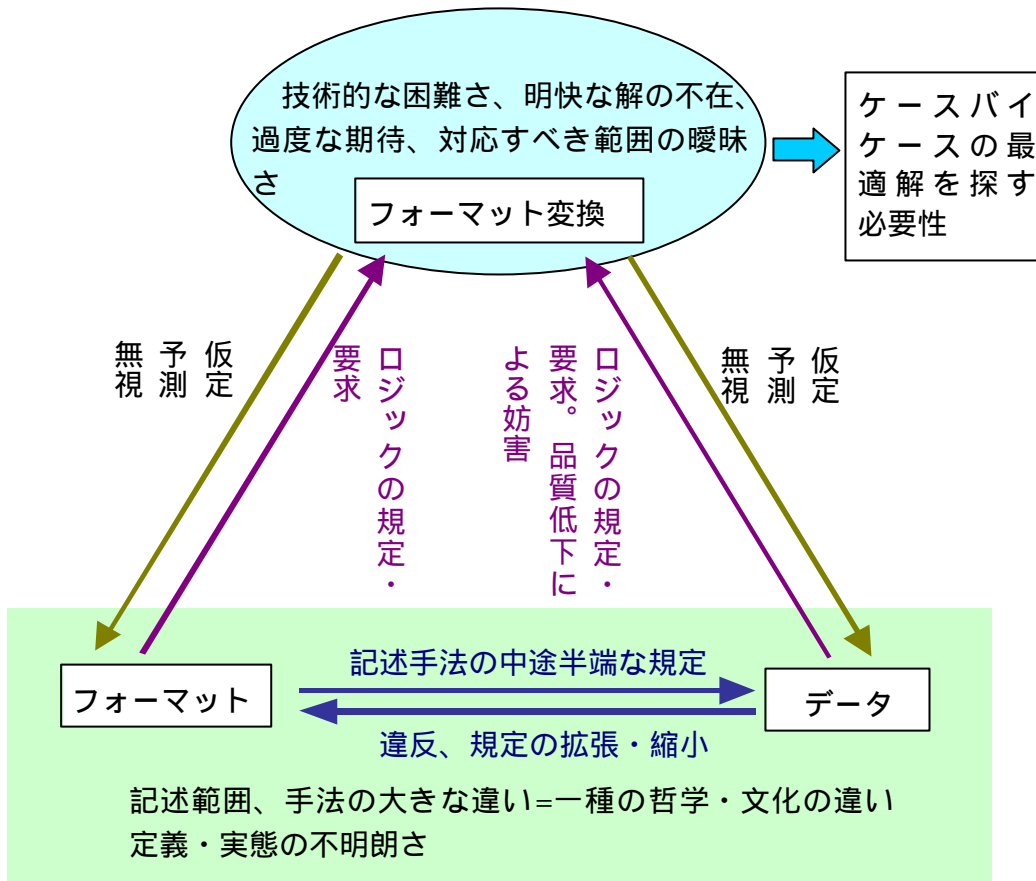 技術的な困難さ、明快な解の不在、
過度な期待、対応すべき範囲の曖昧
さ
フォーマット変換
ケースバイ
ケースの最
適解を探す
必要性
仮定
予測
無視
ロジックの規定・
要求
ロジックの規定・
要求。品質低下に
よる妨害
仮定
予測
無視
記述手法の中途半端な規定
フォーマット
データ
違反、規定の拡張・縮小
記述範囲、手法の大きな違い=一種の哲学・文化の違い
定義・実態の不明朗さ